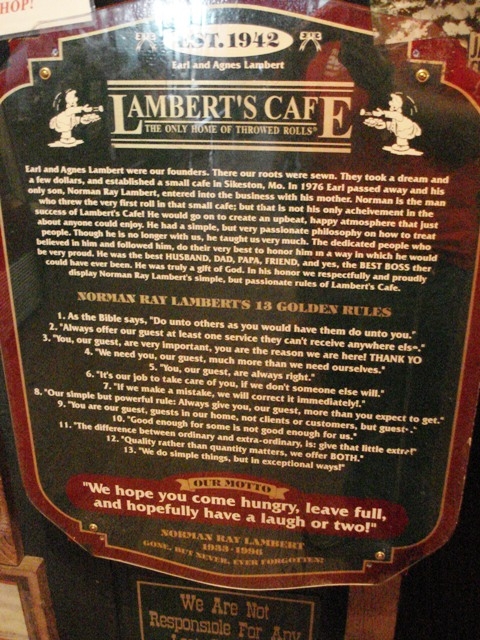 HOP!
EST.1942
Earl and Agnes Lambert
LAMBERT'S CAFE
THE ONLY HOME OF THROWED ROLLS®
Earl and Agnes Lambert were our founders. There our roots were sewn. They took a dream and
a few dollars, and established a small cafe in Sikeston, Mo. In 1976 Earl passed away and his
only son, Norman Ray Lambert, entered into the business with his mother. Norman is the man
who threw the very first roll in that small cafe; but that is not his only acheivement in the
success of Lambert's Cafe! He would go on to create an upbeat, happy atmosphere that just
about anyone could enjoy. He had a simple, but very passionate philosophy on how to treat
people. Though he is no longer with us, he taught us very much. The dedicated people who
believed in him and followed him, do their very best to honor him in a way in which he would
be very proud. He was the best HUSBAND, DAD, PAPA, FRIEND, and yes, the BEST BOSS ther
could have ever been. He was truly a gift of God. In his honor we respectfully and proudly
display Norman Ray Lambert's simple, but passionate rules of Lambert's Cafe.
NORMAN RAY LAMBERT'S 13 GOLDEN RULES
1. As the Bible says, "Do unto others as you would have them do unto you."
2. "Always offer our guest at least one service they can't receive anywhere else."
3. "You, our guest, are very important, you are the reason we are here! THANK YO
4. "We need you, our guest, much more than we need ourselves."
5. "You, our guest, are always right."
6. "It's our job to take care of you, if we don't someone else will."
7. "If we make a mistake, we will correct it immediately!"
8. "Our simple but powerful rule: Always give you, our guest, more than you expect to get."
9. "You are our guest, guests in our home, not clients or customers, but guest
10. "Good enough for some is not good enough for us."
11. "The difference between ordinary and extra-ordinary, is: give that little extra!"
12. "Quality rather than quantity matters, we offer BOTH."
13. "We do simple things, but in exceptional ways!"
OUR MOTTO
"We hope you come hungry, leave full,
and hopefully have a laugh or two!"
NORMAN RAY LAMBERT
1933-1996
GONE, BUT NEVER, EVER FORGOTTEN!
We Are Not
Responsible For Any